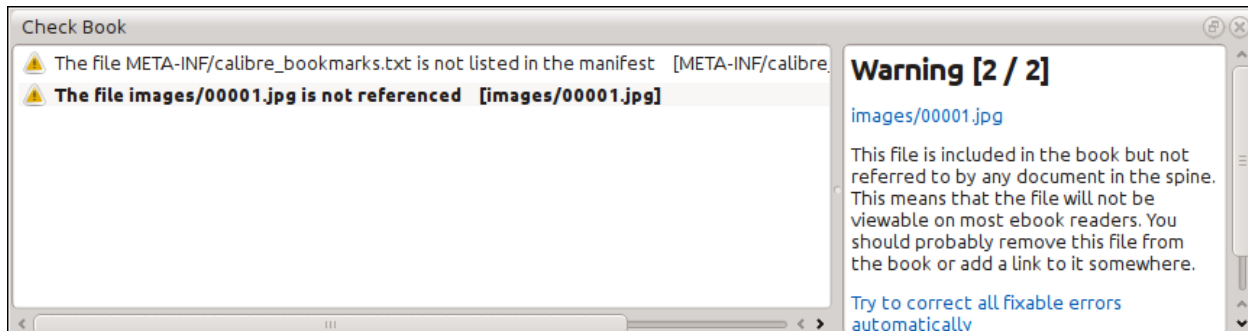 Check Book
The file META-INF/calibre_bookmarks.txt is not listed in the manifest [META-INF/calibre_
The file images/00001.jpg is not referenced [images/00001.jpg]
Warning [2 / 2]
images/00001.jpg
This file is included in the book but not
referred to by any document in the spine.
This means that the file will not be
viewable on most ebook readers. You
should probably remove this file from
the book or add a link to it somewhere.
Try to correct all fixable errors
automatically